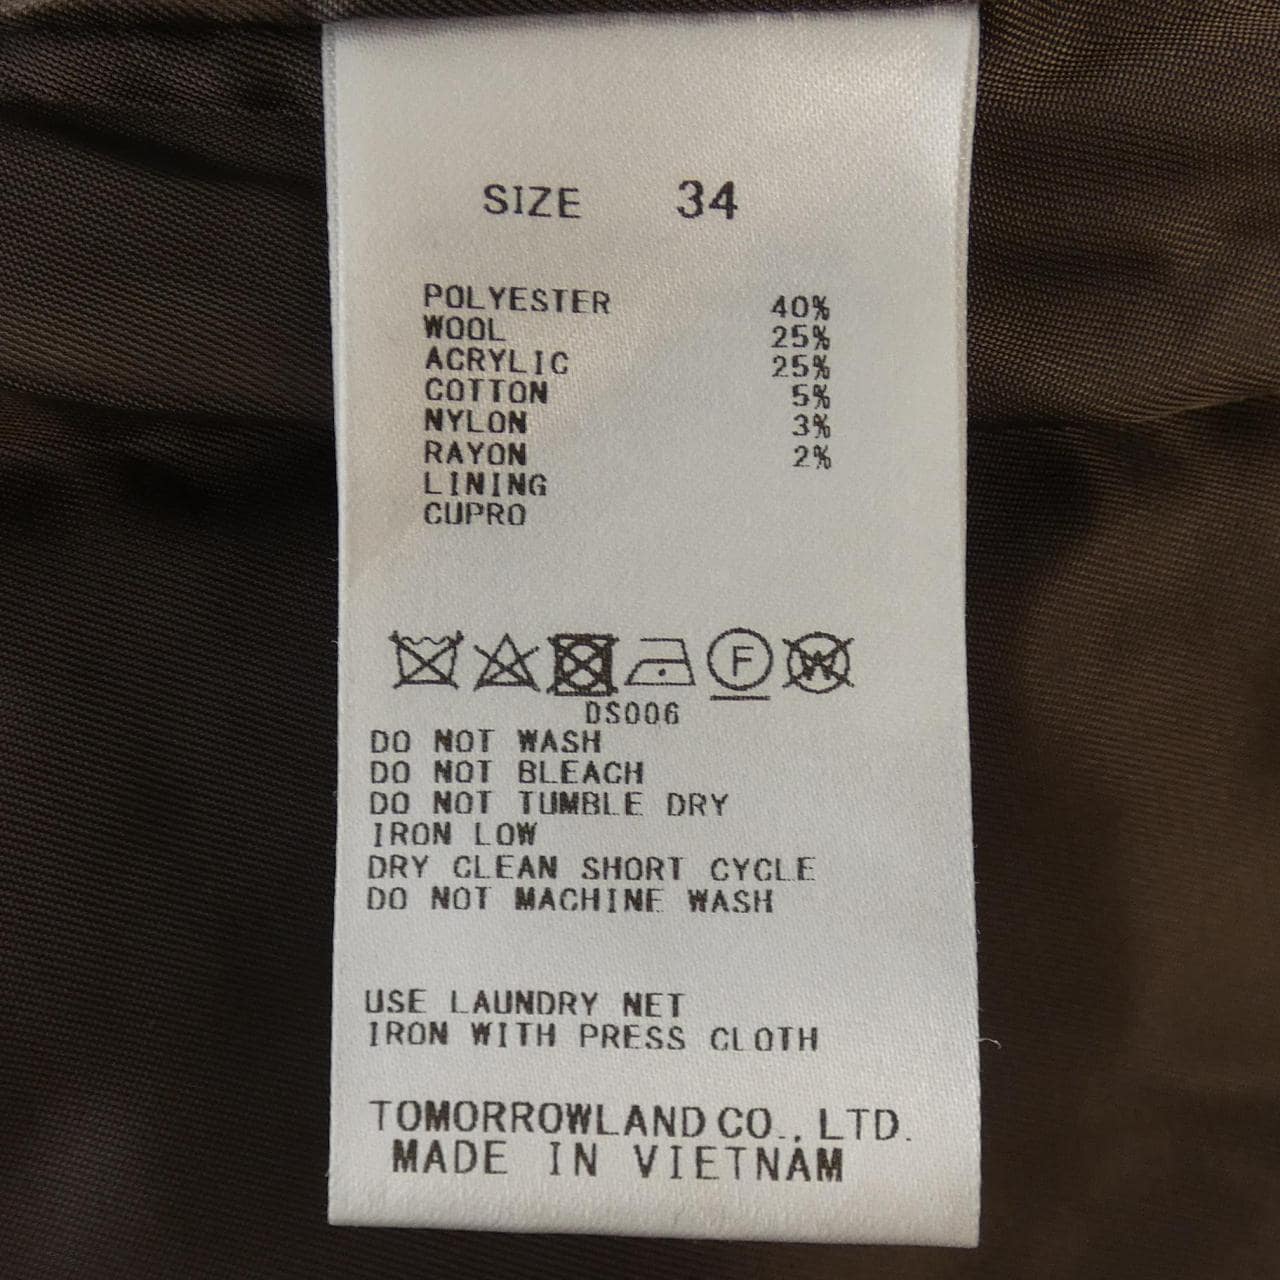 SIZE 34
POLYESTER 40%
WOOL 25%
ACRYLIC 25%
COTTON 5%
NYLON 3%
RAYON 2%
LINING
CUPRO
F W
DS006
DO NOT WASH
DO NOT BLEACH
DO NOT TUMBLE DRY
IRON LOW
DRY CLEAN SHORT CYCLE
DO NOT MACHINE WASH
USE LAUNDRY NET
IRON WITH PRESS CLOTH
TOMORROWLAND CO., LTD.
MADE IN VIETNAM